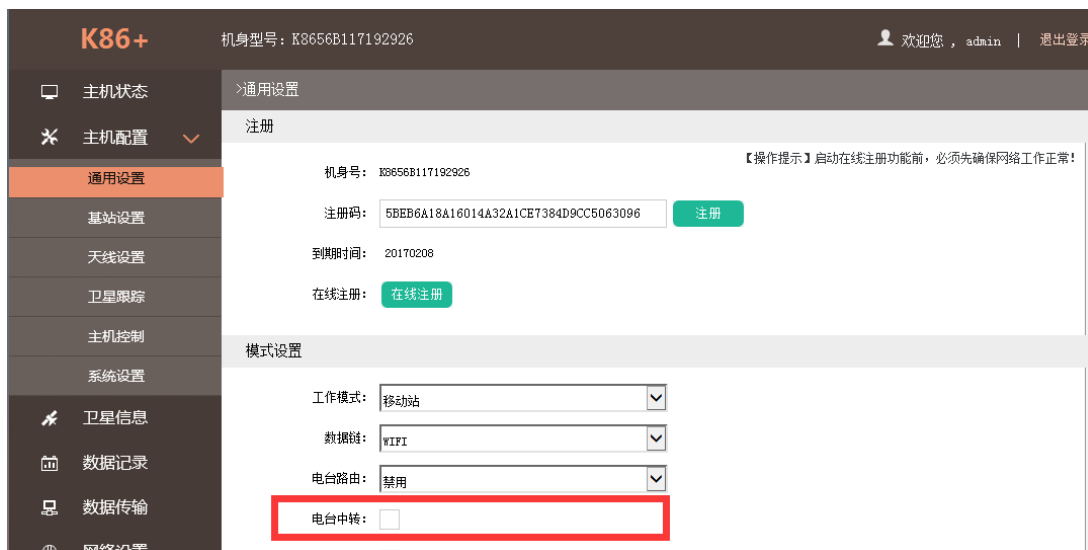 K86+
机身型号：K8656B117192926
欢迎您 ，admin | 退出登录
主机状态
>通用设置
主机配置
注册
【操作提示】启动在线注册功能前，必须先确保网络工作正常！
通用设置
机身号： K8656B117192926
基站设置
注册码： 5BEB6A18A16014A32A1CE7384D9CC5063096 注册
天线设置
到期时间： 20170208
卫星跟踪
在线注册： 在线注册
主机控制
模式设置
系统设置
工作模式： 移动站
卫星信息
数据链： WIFI
数据记录
电台路由： 禁用
数据传输
电台中转：
网络设置